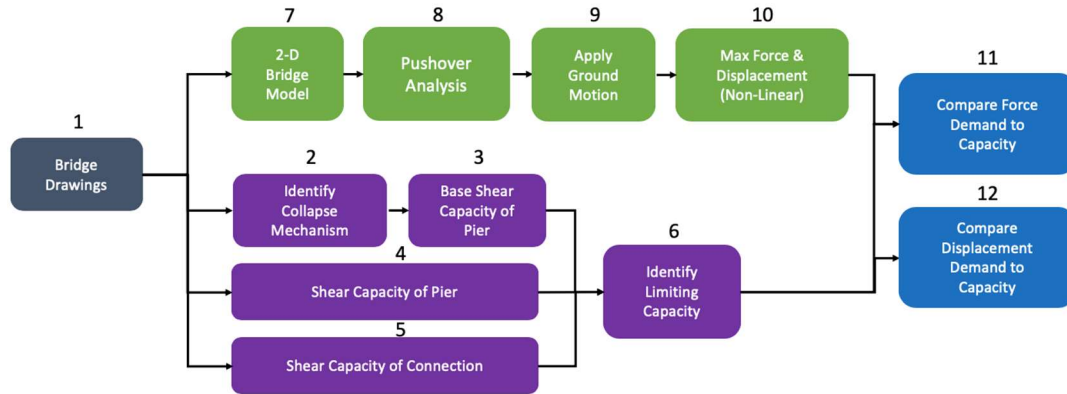 7
8
9
10
2-D
Bridge
Model
Pushover
Analysis
Apply
Ground
Motion
Max Force &
Displacement
(Non-Linear)
11
Compare Force
Demand to
Capacity
1
Bridge
Drawings
2
3
Identify
Collapse
Mechanism
Base Shear
Capacity of
Pier
12
Compare
Displacement
Demand to
Capacity
4
Shear Capacity of Pier
6
Identify
Limiting
Capacity
5
Shear Capacity of Connection